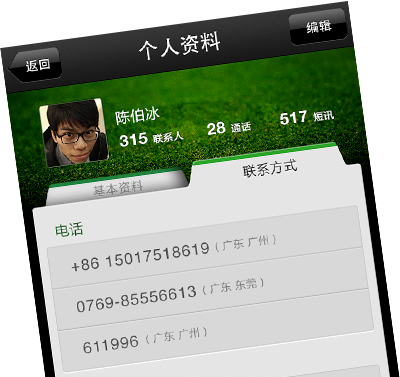 返回 个人资料 编辑
陈伯冰
315 联系人 28 通话 517 短讯
基本资料 联系方式
电话
+86 15017518619 (广东 广州)
0769-85556613 (广东 东莞)
611996 (广东 广州)